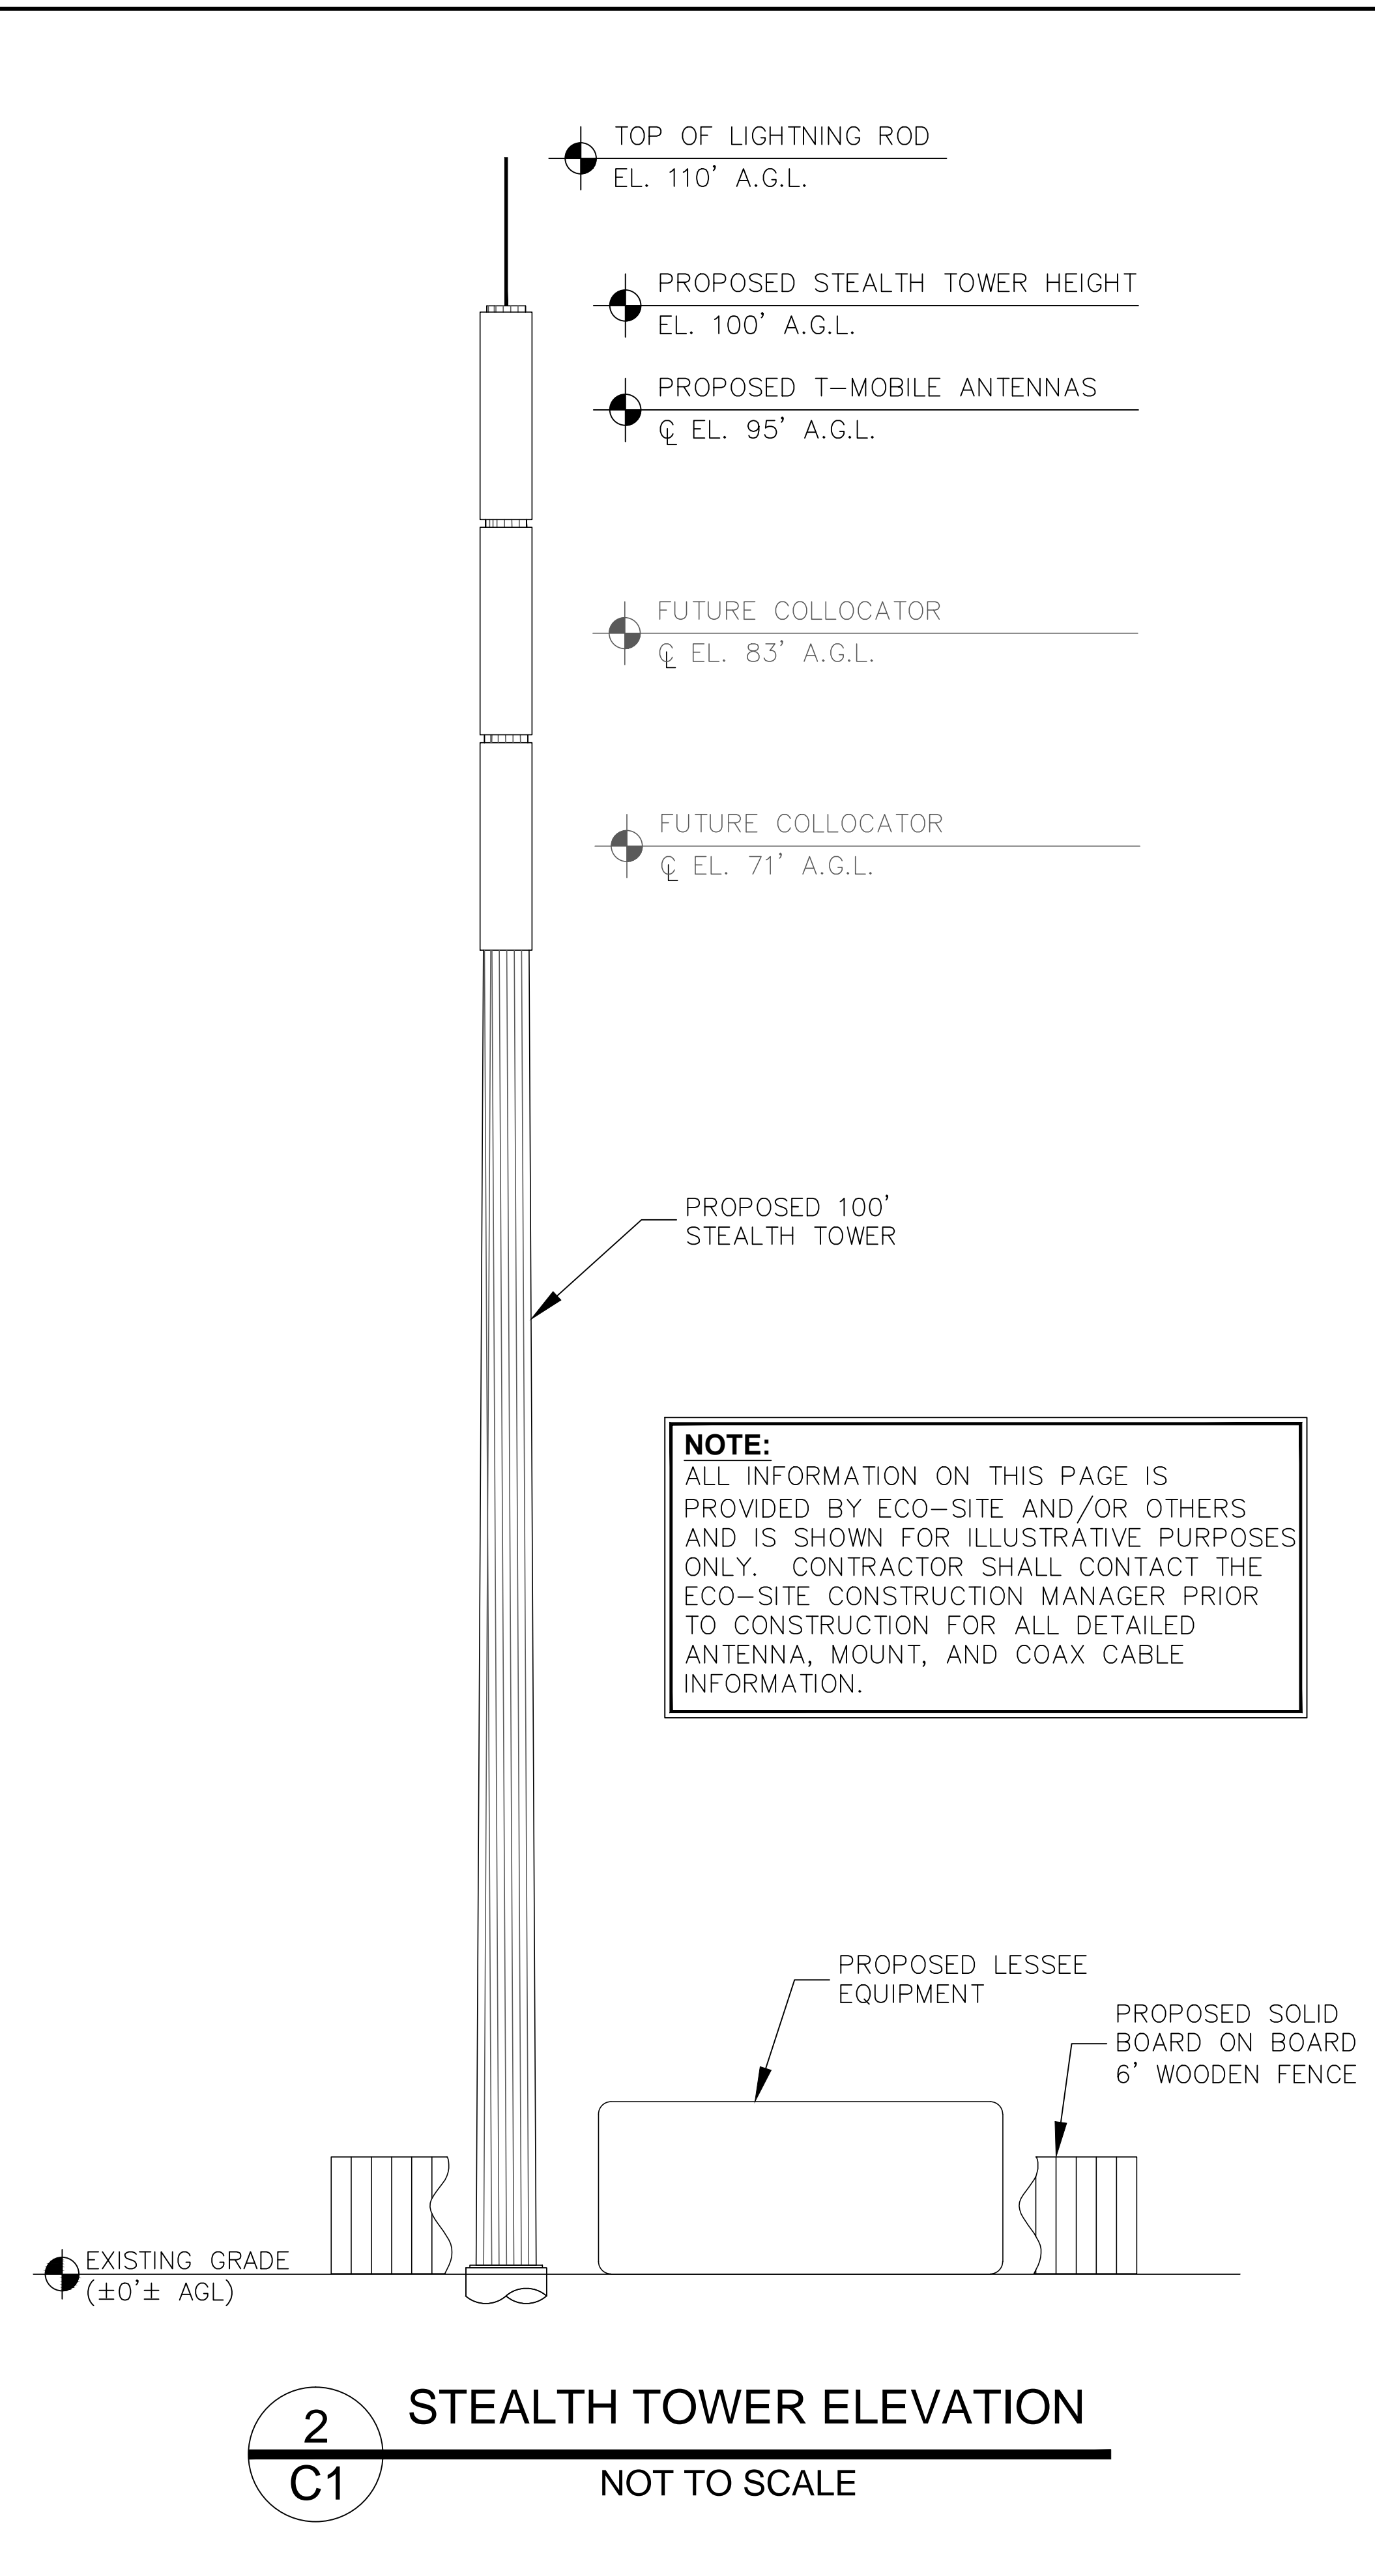 TOP OF LIGHTNING ROD
EL. 110' A.G.L.
PROPOSED STEALTH TOWER HEIGHT
EL. 100' A.G.L.
PROPOSED T-MOBILE ANTENNAS
℄ EL. 95' A.G.L.
FUTURE COLLOCATOR
℄ EL. 83' A.G.L.
FUTURE COLLOCATOR
℄ EL. 71' A.G.L.
PROPOSED 100'
STEALTH TOWER
NOTE:
ALL INFORMATION ON THIS PAGE IS
PROVIDED BY ECO-SITE AND/OR OTHERS
AND IS SHOWN FOR ILLUSTRATIVE PURPOSES
ONLY. CONTRACTOR SHALL CONTACT THE
ECO-SITE CONSTRUCTION MANAGER PRIOR
TO CONSTRUCTION FOR ALL DETAILED
ANTENNA, MOUNT, AND COAX CABLE
INFORMATION.
PROPOSED LESSEE
EQUIPMENT
PROPOSED SOLID
BOARD ON BOARD
6' WOODEN FENCE
EXISTING GRADE
(±0'± AGL)
2
C1
STEALTH TOWER ELEVATION
NOT TO SCALE